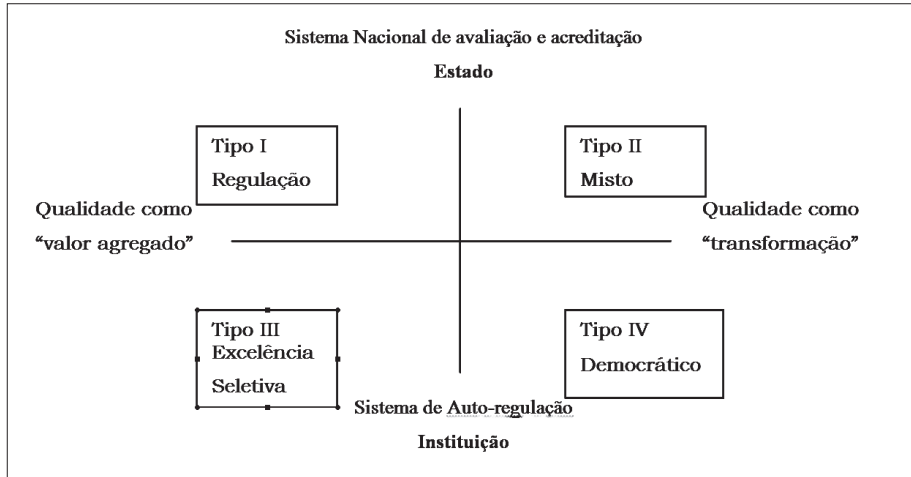 Sistema Nacional de avaliação e acreditação
Estado
Tipo I
Regulação
Tipo II
Misto
Qualidade como
“valor agregado”
Qualidade como
“transformação”
Tipo III
Excelência
Seletiva
Tipo IV
Democrático
Sistema de Auto-regulação
Instituição